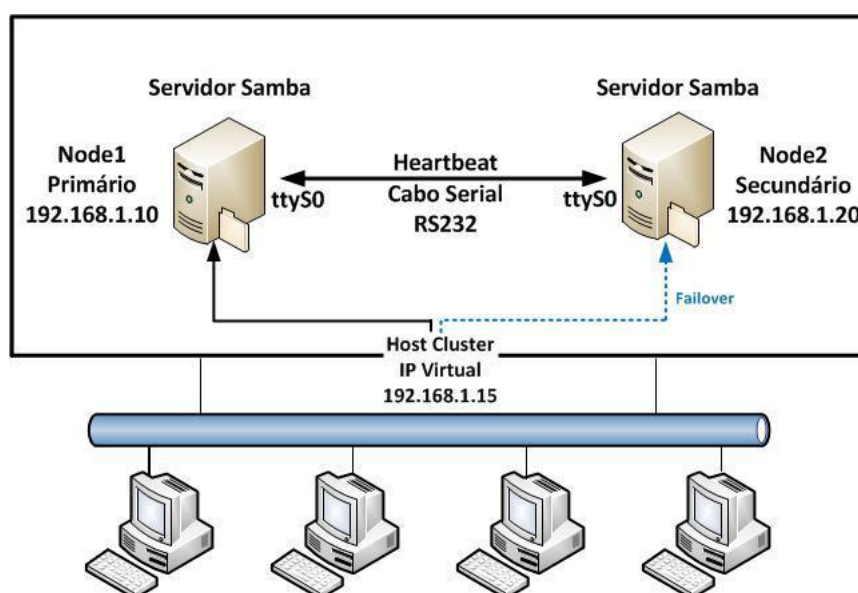 Servidor Samba
Servidor Samba
Node1
Primário
192.168.1.10
ttyS0
Heartbeat
Cabo Serial
RS232
ttyS0
Node2
Secundário
192.168.1.20
Failover
Host Cluster
IP Virtual
192.168.1.15